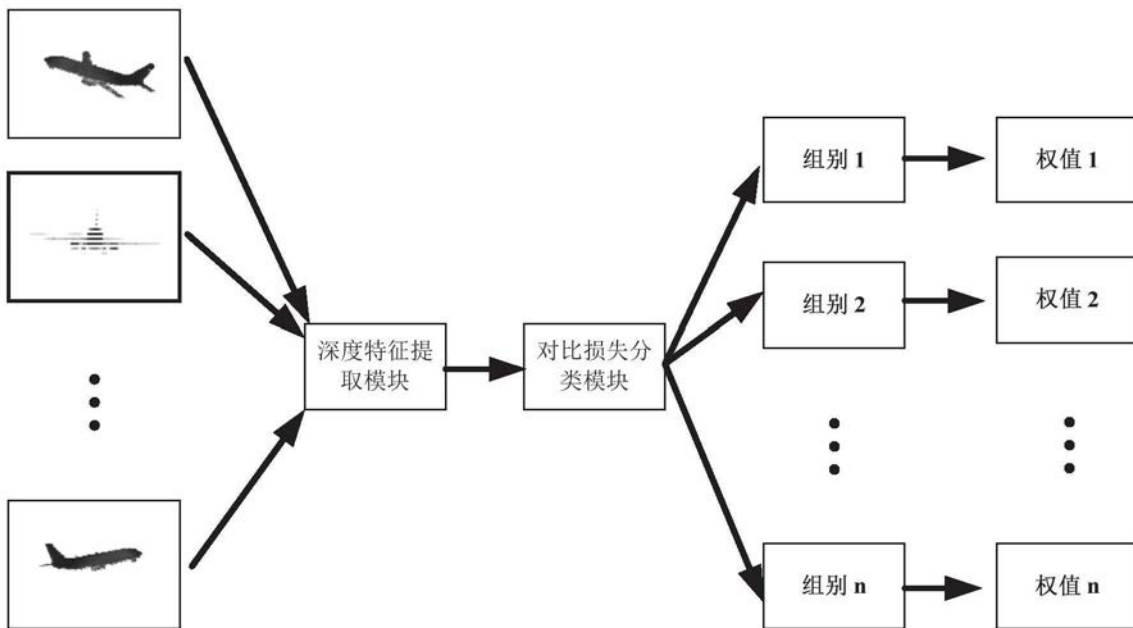 深度特征提
取模块
对比损失分
类模块
组别 1
权值 1
组别 2
权值 2
组别 n
权值 n